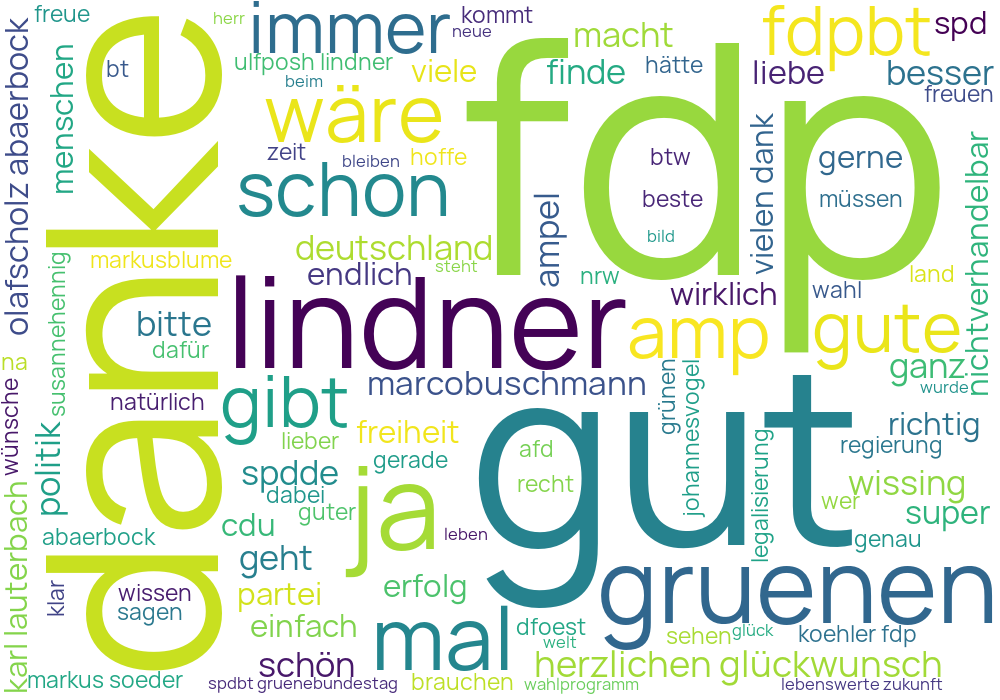 freue
herr
immer
kommt
neue
fdpbt
spd
olafscholz abaerbock
menschen
bt
danke
ulfposh lindner
beim
viele
macht
finde
hätte
liebe
besser
freuen
wäre
fdp
zeit
bleiben
hoffe
btw
gerne
schon
beste
müssen
bild
vielen dank
nichtverhandelbar
ampel
deutschland
markusblume
endlich
steht
nrw
wirklich
wahl
land
susannehennig
lindner
bitte
dafür
amp
gute
na
ganz
wurde
wünsche
natürlich
gibt
marcobuschmann
grünen
johannesvogel
gut
richtig
politik
lieber
freiheit
regierung
gerade
afd
recht
legalisierung
spdde
dabei
guter
ja
wissing
wer
super
karl lauterbach
abaerbock
cdu
leben
genau
geht
klar
wissen
sagen
partei
erfolg
gruenen
einfach
mal
dfoest
welt
sehen
glück
koehler fdp
schön
herzlichen glückwunsch
markus soeder
spdbt gruenebundestag
brauchen
wahlprogramm
lebenswerte zukunft